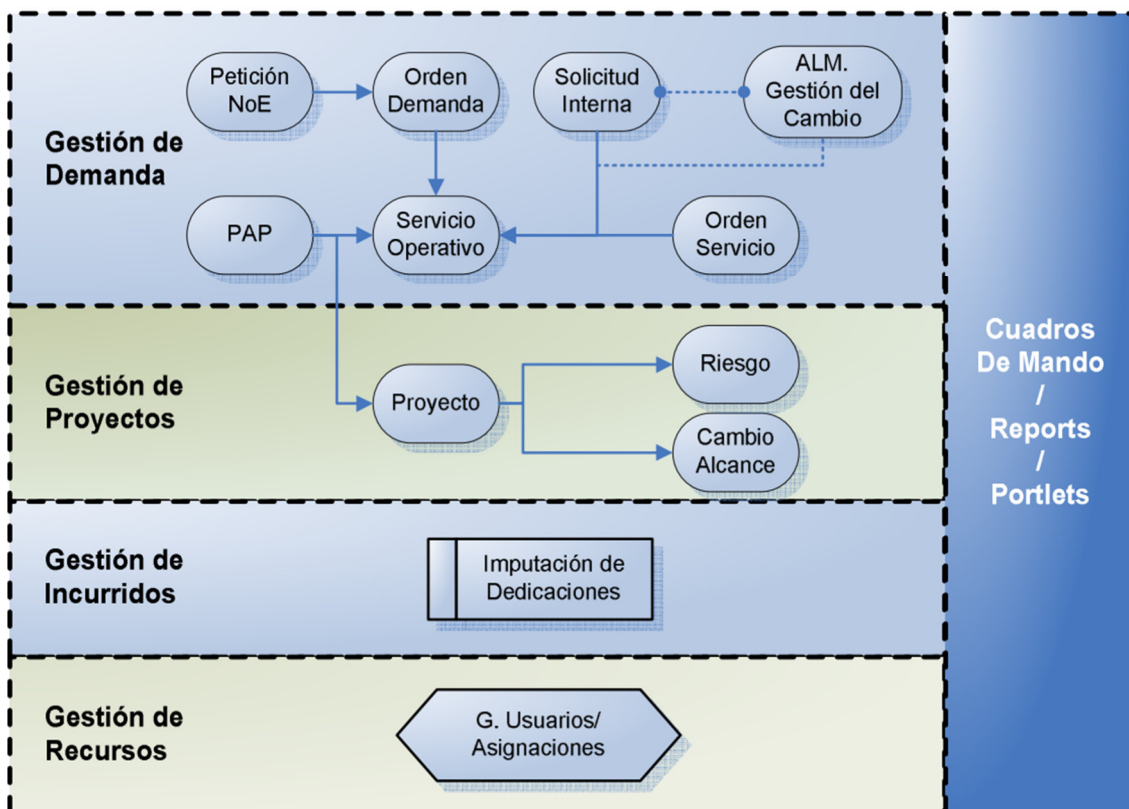 Gestión de
Demanda
Petición
NoE
Orden
Demanda
Solicitud
Interna
ALM.
Gestión del
Cambio
PAP
Servicio
Operativo
Orden
Servicio
Gestión de
Proyectos
Proyecto
Riesgo
Cambio
Alcance
Gestión de
Incurridos
Imputación de
Dedicaciones
Gestión de
Recursos
G. Usuarios/
Asignaciones
Cuadros
De Mando
/
Reports
/
Portlets